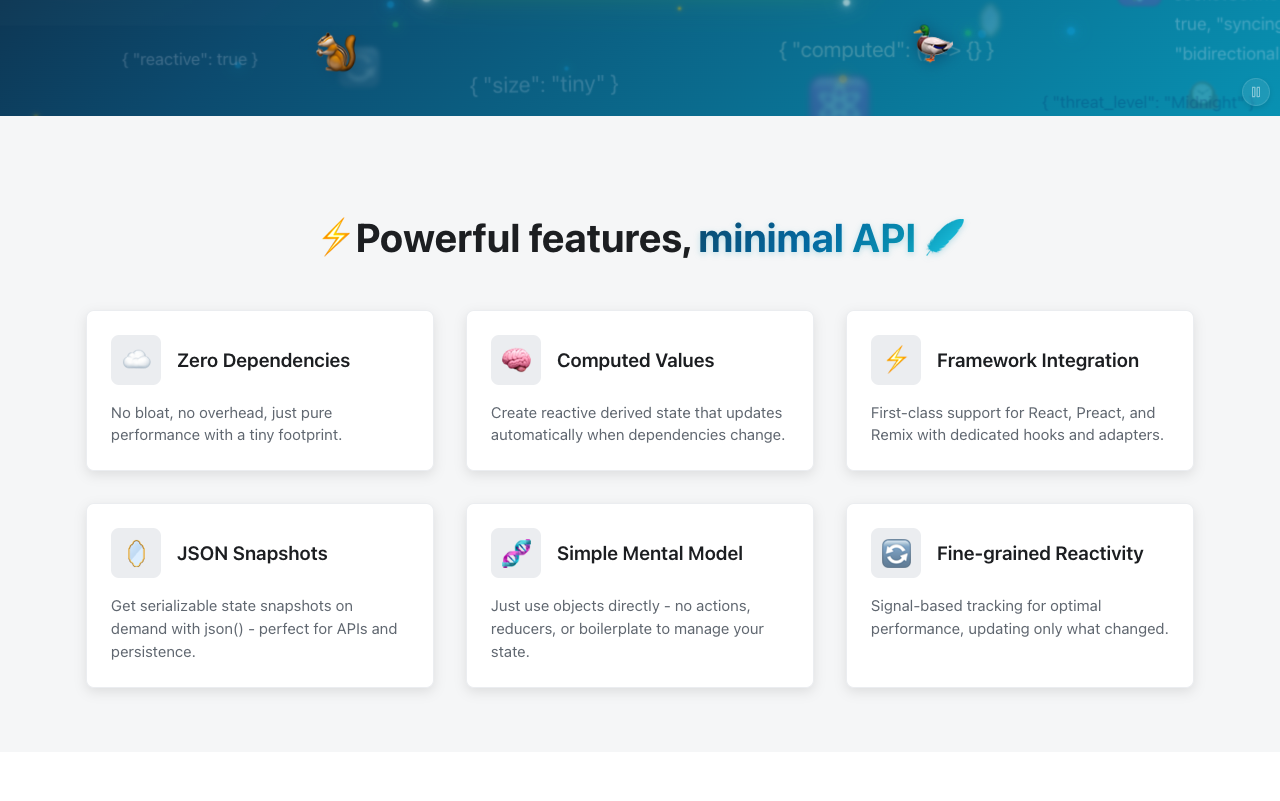 true, "syncing
{ "reactive": true }
{ "computed": {} }
"bidirectional
{ "size": "tiny" }
{ "threat_level": "Midnight" }
Powerful features, minimal API
Zero Dependencies
No bloat, no overhead, just pure
performance with a tiny footprint.
Computed Values
Create reactive derived state that updates
automatically when dependencies change.
Framework Integration
First-class support for React, Preact, and
Remix with dedicated hooks and adapters.
JSON Snapshots
Get serializable state snapshots on
demand with json() - perfect for APIs and
persistence.
Simple Mental Model
Just use objects directly - no actions,
reducers, or boilerplate to manage your
state.
Fine-grained Reactivity
Signal-based tracking for optimal
performance, updating only what changed.